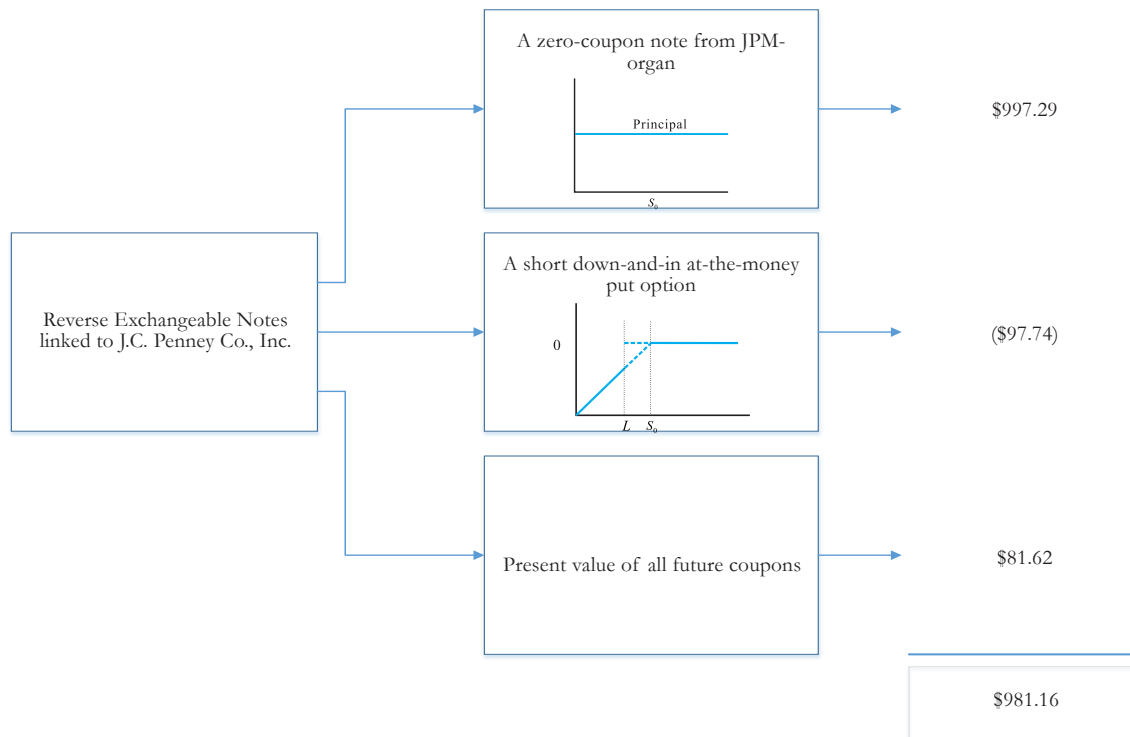 A zero-coupon note from JPM-
organ
Principal
S₀
$997.29
Reverse Exchangeable Notes
linked to J.C. Penney Co., Inc.
A short down-and-in at-the-money
put option
0
L S₀
($97.74)
Present value of all future coupons
$81.62
$981.16